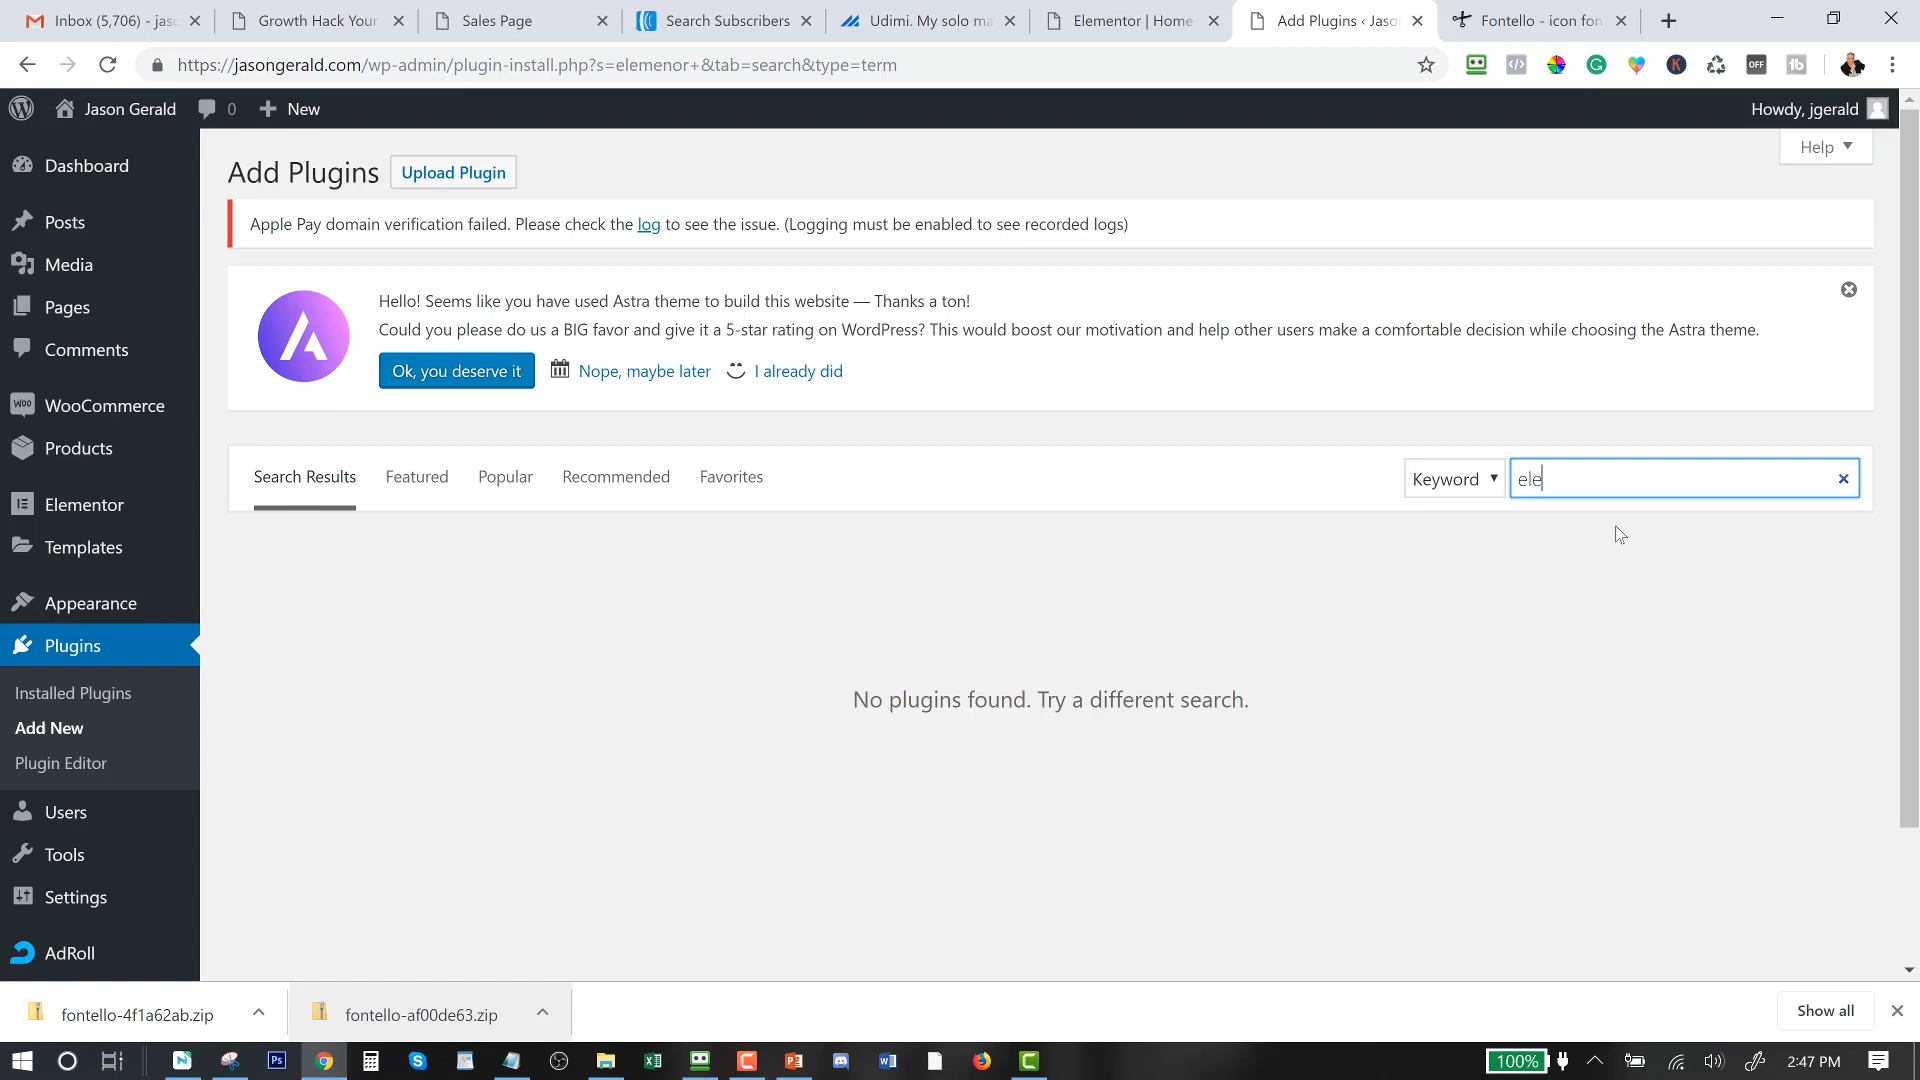 Inbox (5,706) - jas
Growth Hack Your
Sales Page
Search Subscribers
Udimi. My solo ma
Elementor | Home
Add Plugins ‹ Jaso
Fontello - icon fon
https://jasongerald.com/wp-admin/plugin-install.php?s=elemenor+&tab=search&type=term
OFF
Jason Gerald
0
New
Howdy, jgerald
Dashboard
Posts
Media
Pages
Comments
WooCommerce
Products
Elementor
Templates
Appearance
Plugins
Installed Plugins
Add New
Plugin Editor
Users
Tools
Settings
AdRoll
Add Plugins
Upload Plugin
Help
Apple Pay domain verification failed. Please check the log to see the issue. (Logging must be enabled to see recorded logs)
Hello! Seems like you have used Astra theme to build this website — Thanks a ton!
Could you please do us a BIG favor and give it a 5-star rating on WordPress? This would boost our motivation and help other users make a comfortable decision while choosing the Astra theme.
Ok, you deserve it
Nope, maybe later
I already did
Search Results
Featured
Popular
Recommended
Favorites
Keyword
ele
No plugins found. Try a different search.
fontello-4f1a62ab.zip
fontello-af00de63.zip
Show all
100%
2:47 PM